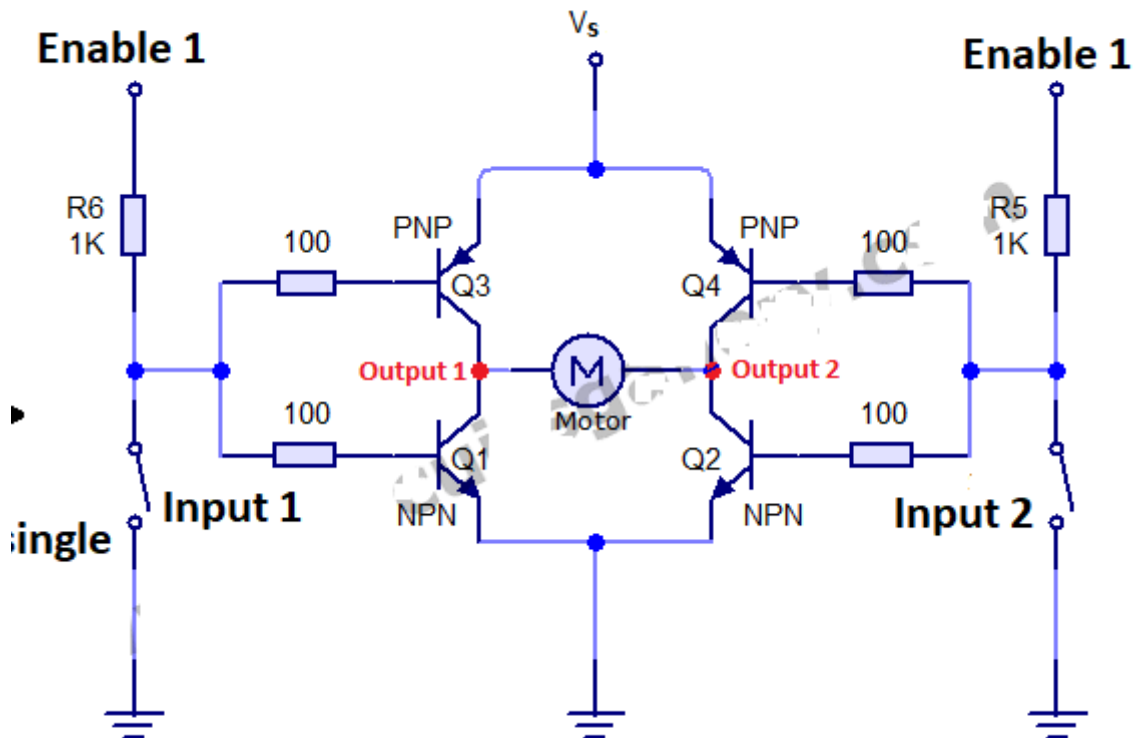 Vs
Enable 1
Enable 1
R6
1K
100
PNP
Q3
PNP
Q4
100
R5
1K
Output 1
M
Motor
Output 2
100
Q1
NPN
Q2
NPN
100
Input 1
Input 2
single